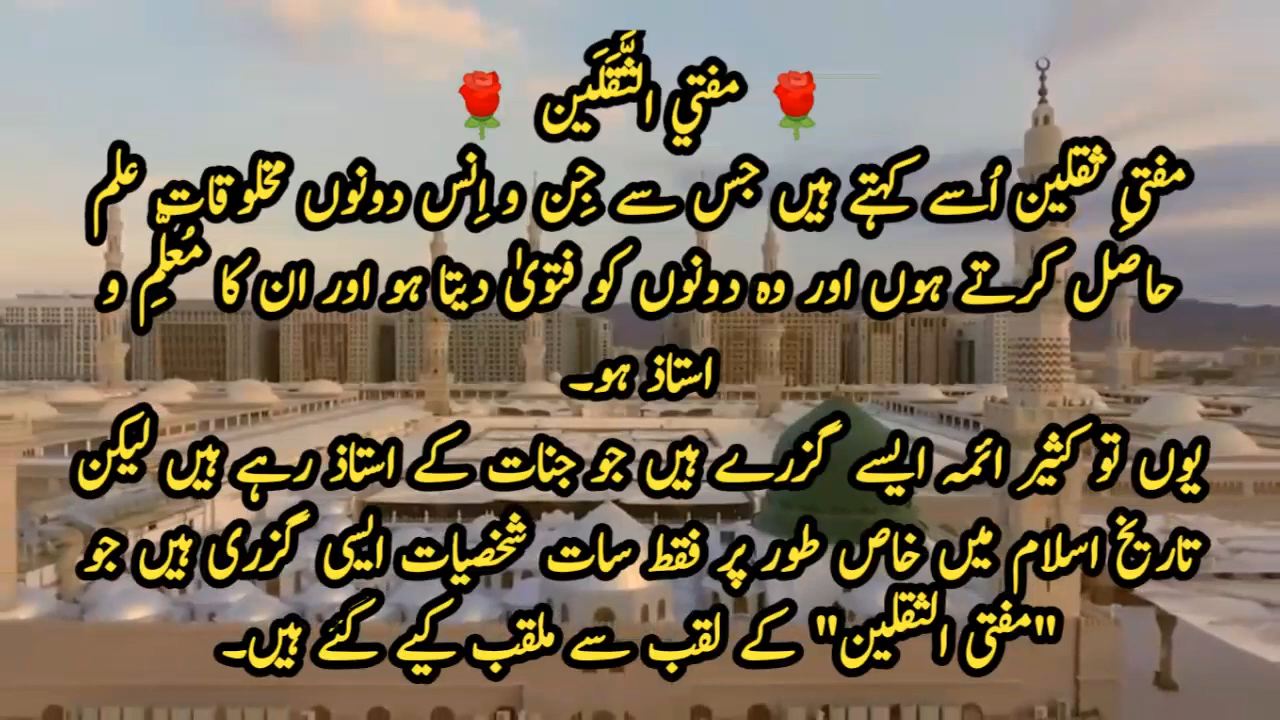 🌹 مفتي الثَّقَلَین 🌹
مفتیِ ثقلین اُسے کہتے ہیں جس سے جِن و اِنس دونوں مخلوقات علم
حاصل کرتے ہوں اور وہ دونوں کو فتویٰ دیتا ہو اور ان کا مُعلِّم و
استاذ ہو۔
یوں تو کثیر ائمہ ایسے گزرے ہیں جو جنات کے استاذ رہے ہیں لیکن
تاریخ اسلام میں خاص طور پر فقط سات شخصیات ایسی گزری ہیں جو
"مفتی الثقلین" کے لقب سے ملقب کیے گئے ہیں۔